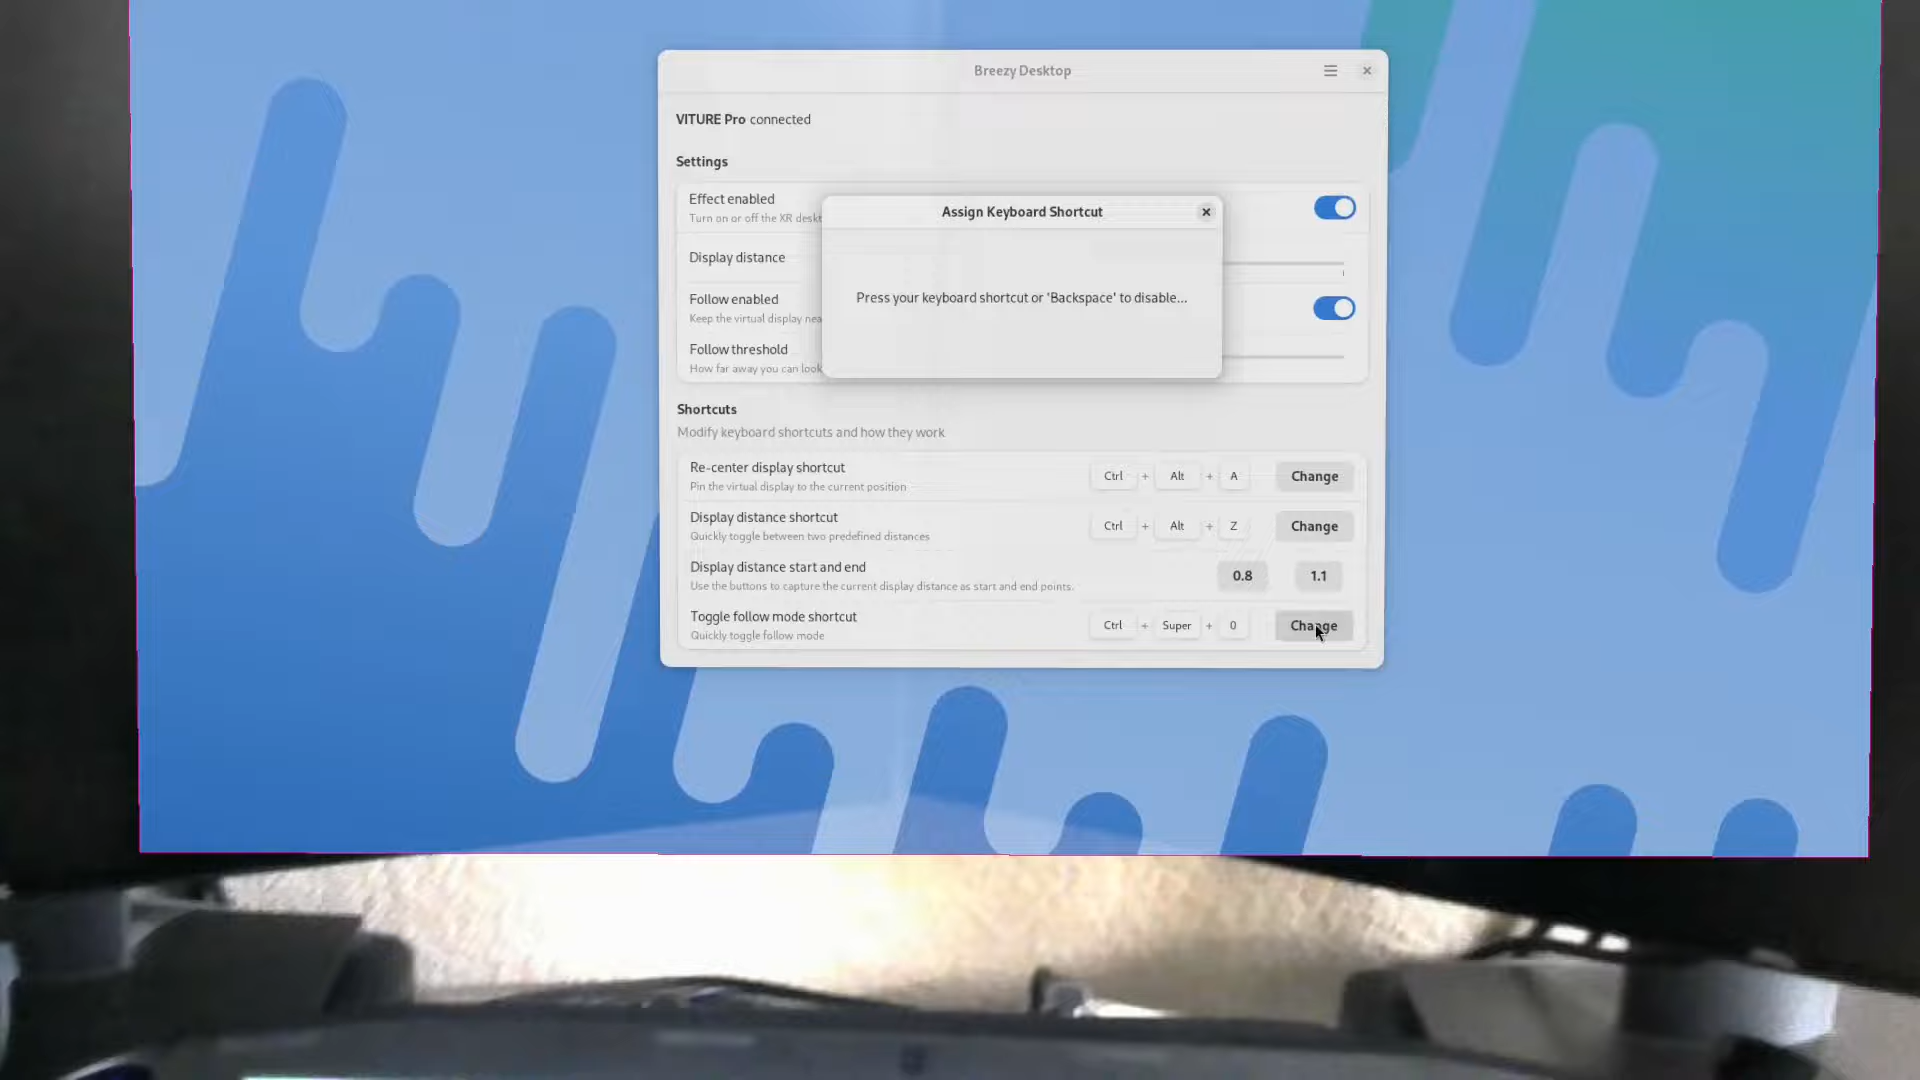 Breezy Desktop
VITURE Pro connected
Settings
Effect enabled
Turn on or off the XR deskt
Assign Keyboard Shortcut
Display distance
Press your keyboard shortcut or 'Backspace' to disable...
Follow enabled
Keep the virtual display nea
Follow threshold
How far away you can look
Shortcuts
Modify keyboard shortcuts and how they work
Re-center display shortcut
Pin the virtual display to the current position
Ctrl + Alt + A Change
Display distance shortcut
Quickly toggle between two predefined distances
Ctrl + Alt + Z Change
Display distance start and end
Use the buttons to capture the current display distance as start and end points.
0.8 1.1
Toggle follow mode shortcut
Quickly toggle follow mode
Ctrl + Super + 0 Change